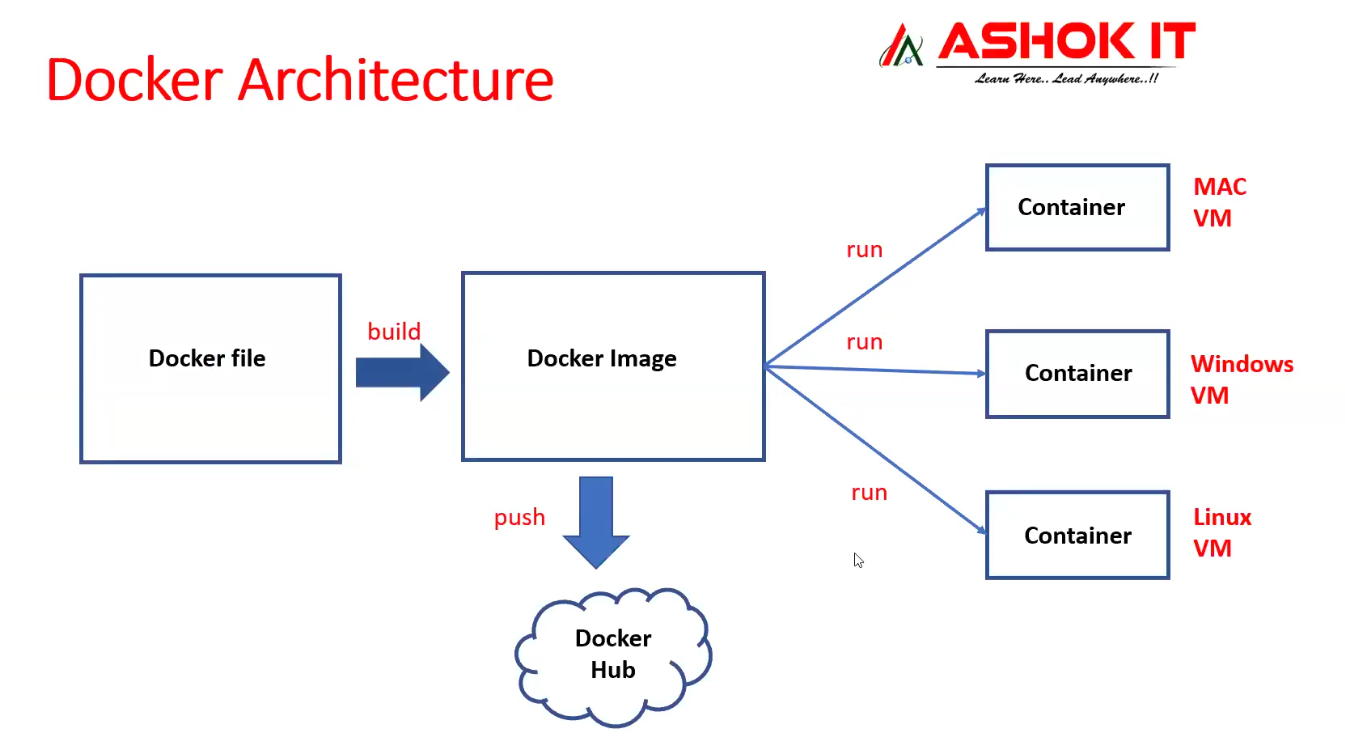 Docker Architecture
ASHOK IT
Learn Here.. Lead Anywhere..!!
Docker file
build
Docker Image
push
Docker
Hub
run
run
run
Container
MAC
VM
Container
Windows
VM
Container
Linux
VM